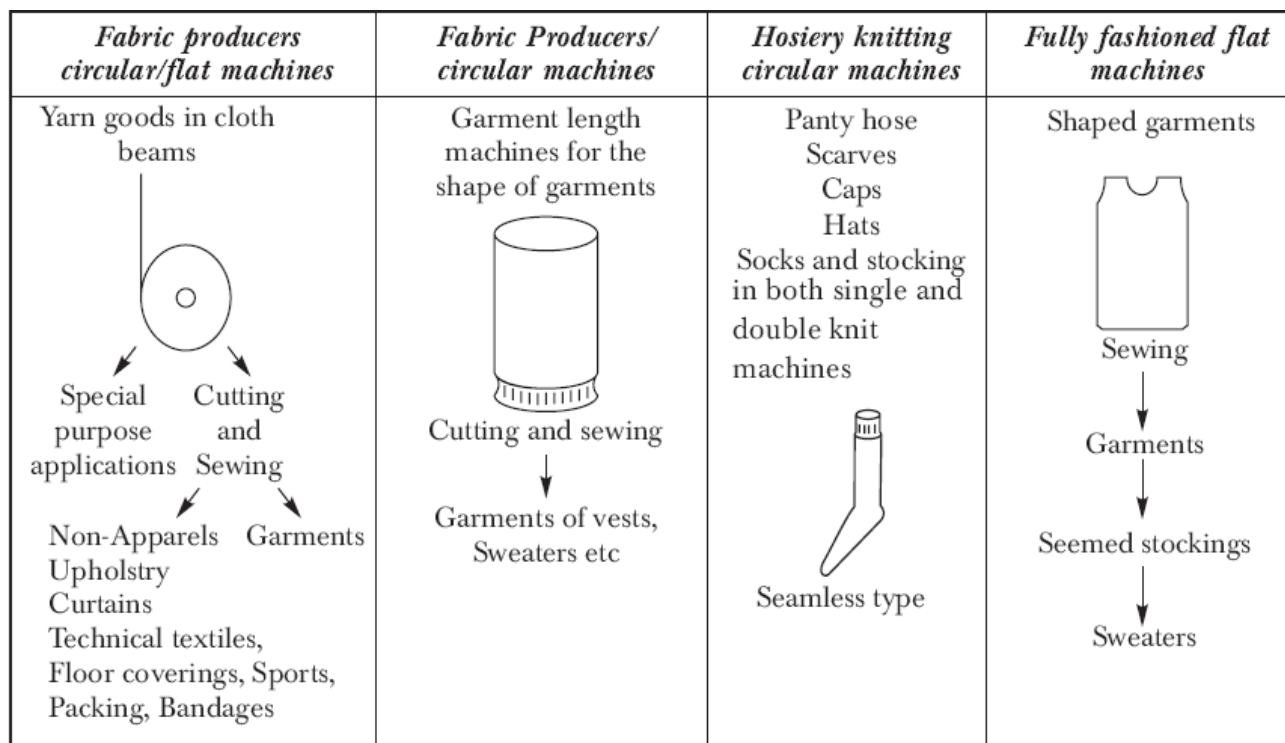 Fabric producers
circular/flat machines
Fabric Producers/
circular machines
Hosiery knitting
circular machines
Fully fashioned flat
machines
Yarn goods in cloth
beams
Special
purpose
applications
Cutting
and
Sewing
Non-Apparels
Garments
Upholstry
Curtains
Technical textiles,
Floor coverings, Sports,
Packing, Bandages
Garment length
machines for the
shape of garments
Cutting and sewing
Garments of vests,
Sweaters etc
Panty hose
Scarves
Caps
Hats
Socks and stocking
in both single and
double knit
machines
Seamless type
Shaped garments
Sewing
Garments
Seemed stockings
Sweaters